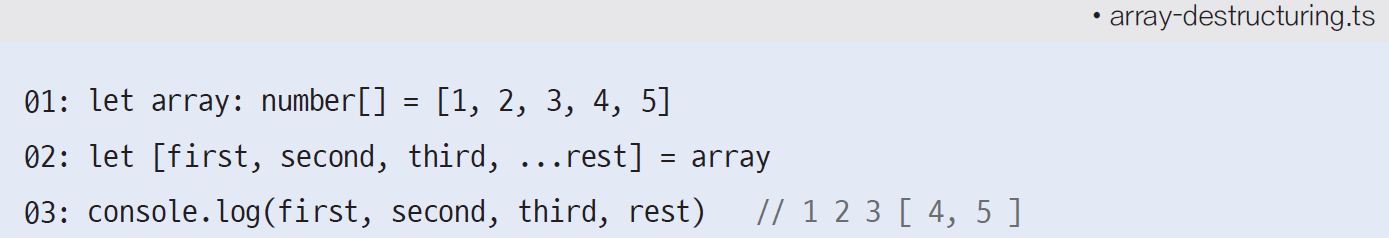 • array-destructuring.ts
01: let array: number[] = [1, 2, 3, 4, 5]
02: let [first, second, third, ...rest] = array
03: console.log(first, second, third, rest)   // 1 2 3 [ 4, 5 ]